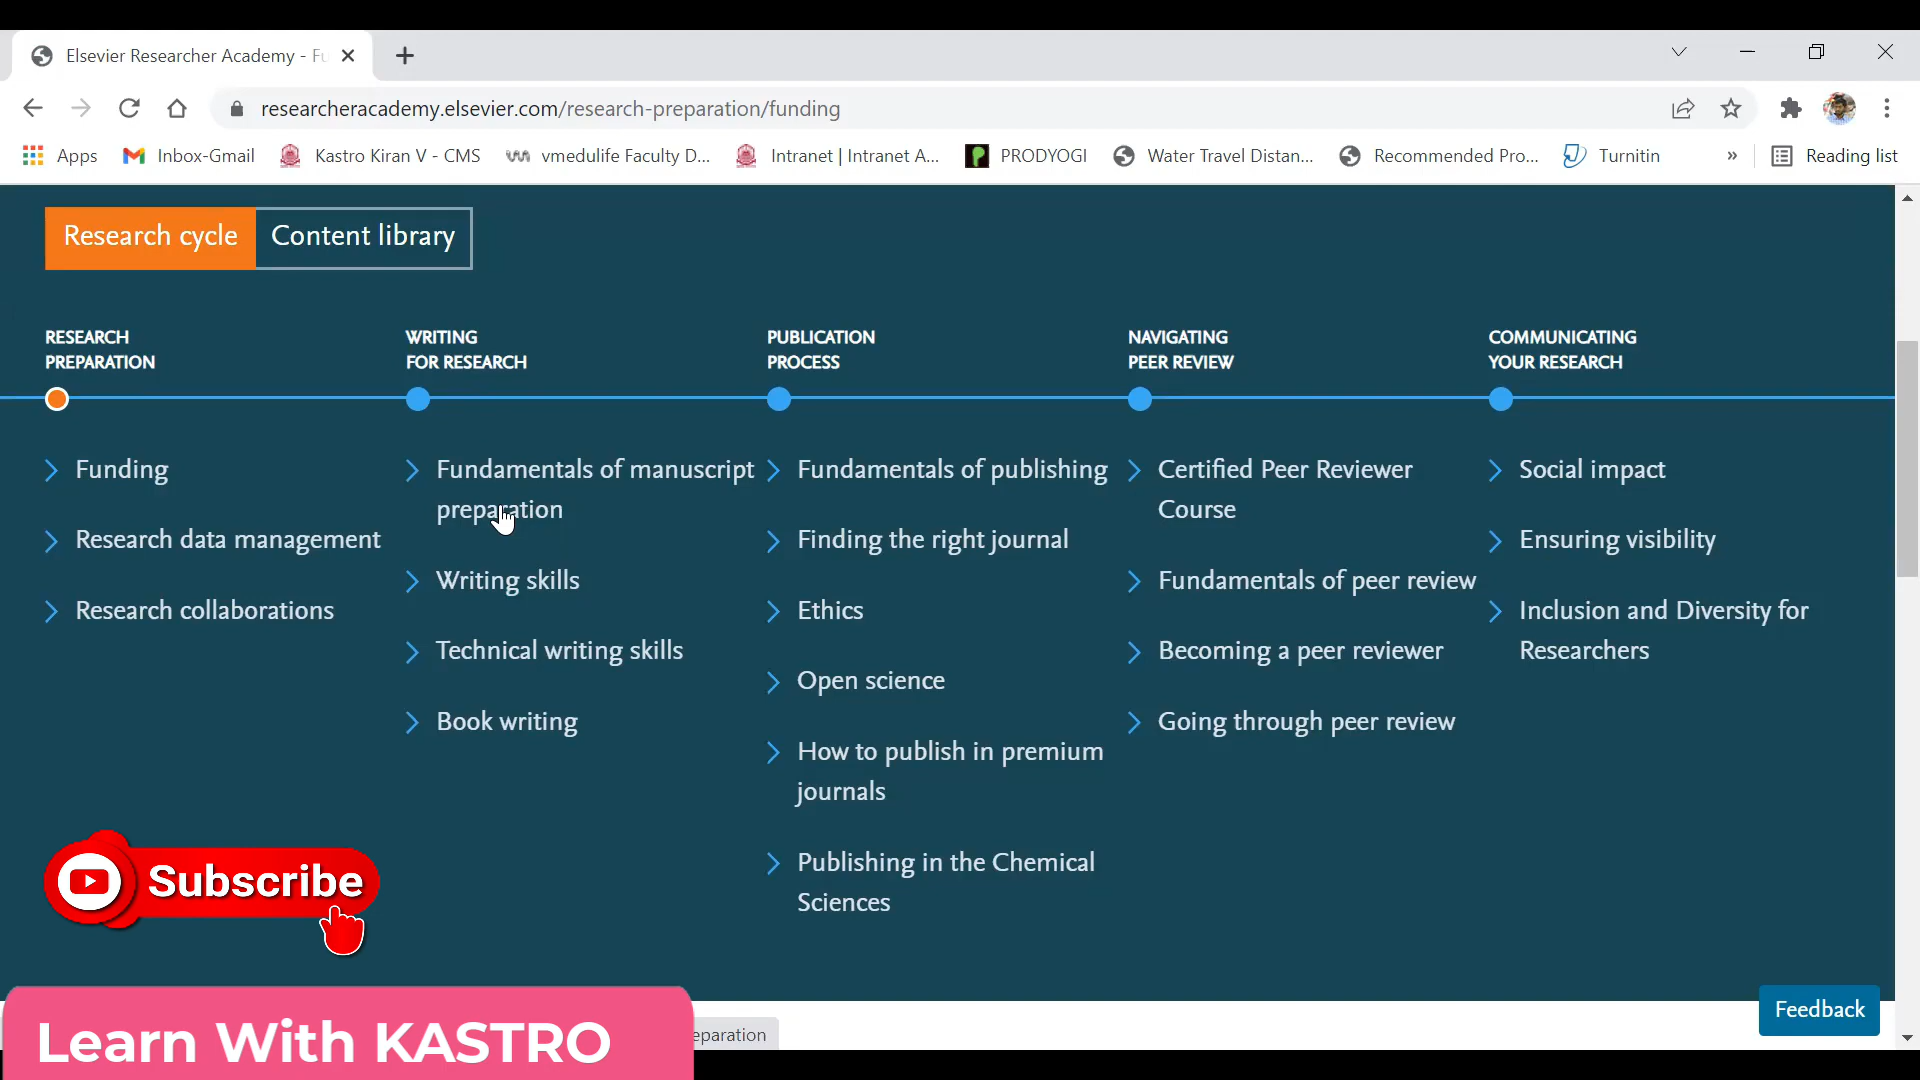 Elsevier Researcher Academy - Fu
researcheracademy.elsevier.com/research-preparation/funding
Apps
Inbox-Gmail
Kastro Kiran V - CMS
vmedulife Faculty D...
Intranet | Intranet A...
PRODYOGI
Water Travel Distan...
Recommended Pro...
Turnitin
»
Reading list
Research cycle
Content library
RESEARCH
PREPARATION
Funding
Research data management
Research collaborations
WRITING
FOR RESEARCH
Fundamentals of manuscript
preparation
Writing skills
Technical writing skills
Book writing
PUBLICATION
PROCESS
Fundamentals of publishing
Finding the right journal
Ethics
Open science
How to publish in premium
journals
Publishing in the Chemical
Sciences
NAVIGATING
PEER REVIEW
Certified Peer Reviewer
Course
Fundamentals of peer review
Becoming a peer reviewer
Going through peer review
COMMUNICATING
YOUR RESEARCH
Social impact
Ensuring visibility
Inclusion and Diversity for
Researchers
Subscribe
Feedback
Learn With KASTRO
eparation